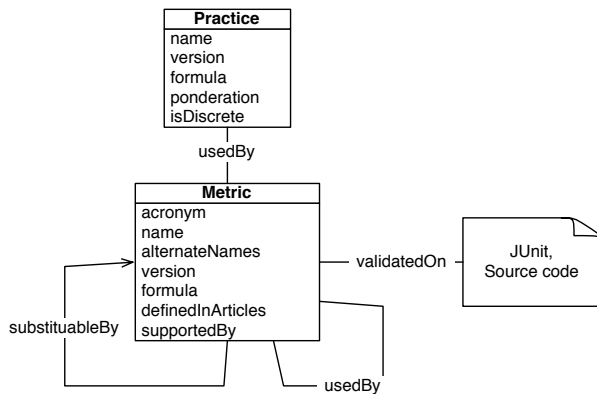 Practice
name
version
formula
ponderation
isDiscrete
usedBy
Metric
acronym
name
alternateNames
version
formula
definedInArticles
supportedBy
validatedOn
JUnit,
Source code
substituableBy
usedBy